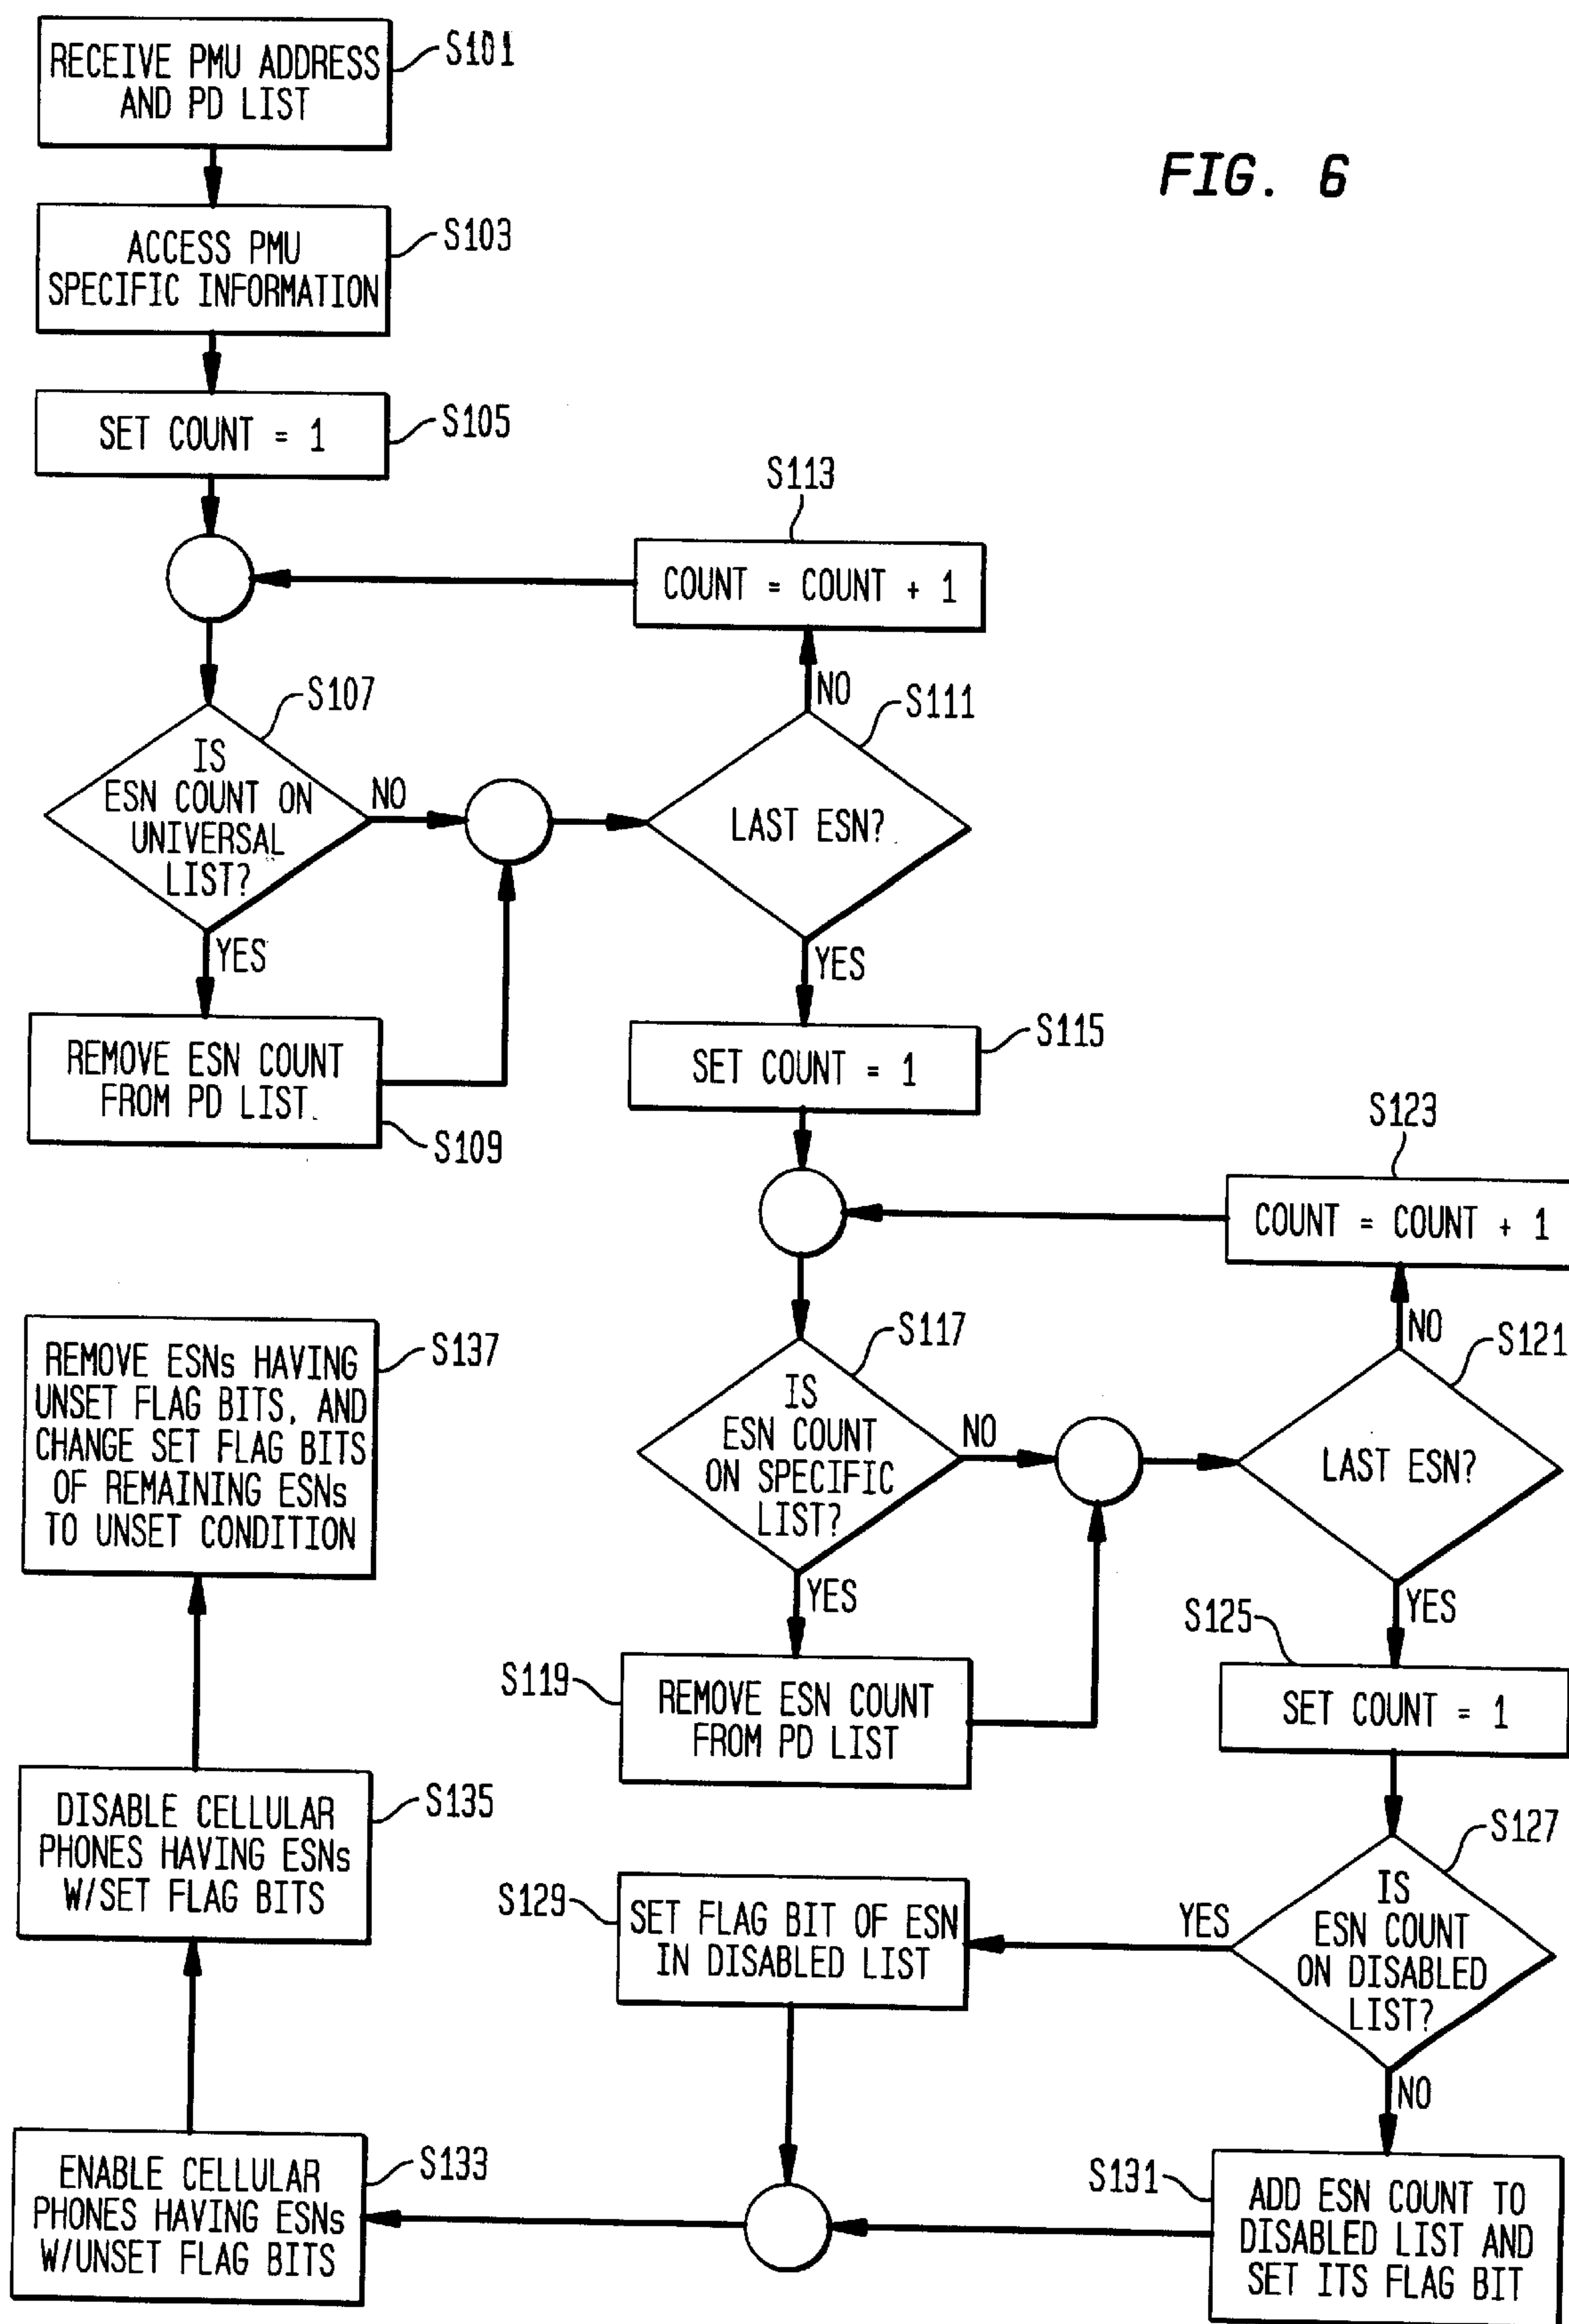 RECEIVE PMU ADDRESS
AND PD LIST
S101
FIG. 6
ACCESS PMU
SPECIFIC INFORMATION
S103
SET COUNT = 1
S105
S113
COUNT = COUNT + 1
NO
S107
IS
ESN COUNT ON
UNIVERSAL
LIST?
NO
YES
S111
LAST ESN?
YES
REMOVE ESN COUNT
FROM PD LIST
S109
SET COUNT = 1
S115
S123
COUNT = COUNT + 1
NO
S117
IS
ESN COUNT
ON SPECIFIC
LIST?
NO
YES
S121
LAST ESN?
YES
S119
REMOVE ESN COUNT
FROM PD LIST
S125
SET COUNT = 1
S127
IS
ESN COUNT
ON DISABLED
LIST?
YES
NO
S129
SET FLAG BIT OF ESN
IN DISABLED LIST
S131
ADD ESN COUNT TO
DISABLED LIST AND
SET ITS FLAG BIT
S133
ENABLE CELLULAR
PHONES HAVING ESNs
W/UNSET FLAG BITS
S135
DISABLE CELLULAR
PHONES HAVING ESNs
W/SET FLAG BITS
S137
REMOVE ESNs HAVING
UNSET FLAG BITS, AND
CHANGE SET FLAG BITS
OF REMAINING ESNs
TO UNSET CONDITION